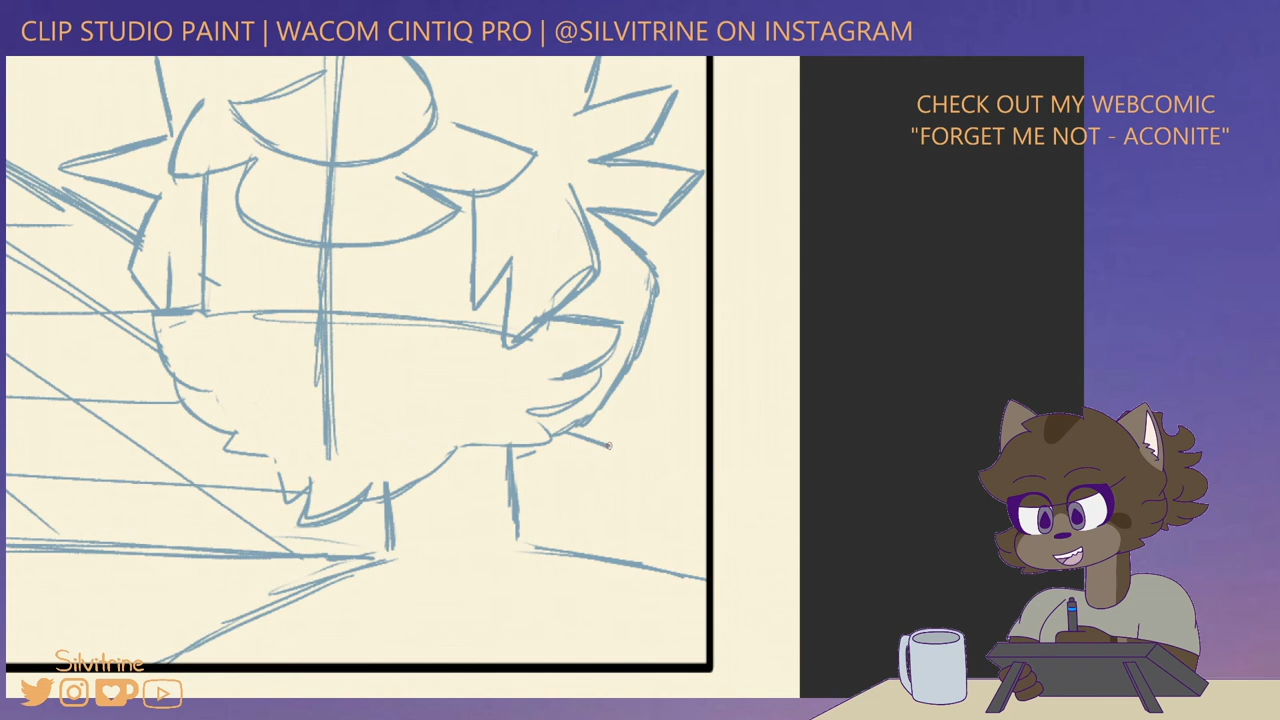 CLIP STUDIO PAINT | WACOM CINTIQ PRO | @SILVITRINE ON INSTAGRAM
CHECK OUT MY WEBCOMIC
"FORGET ME NOT - ACONITE"
Silvitrine